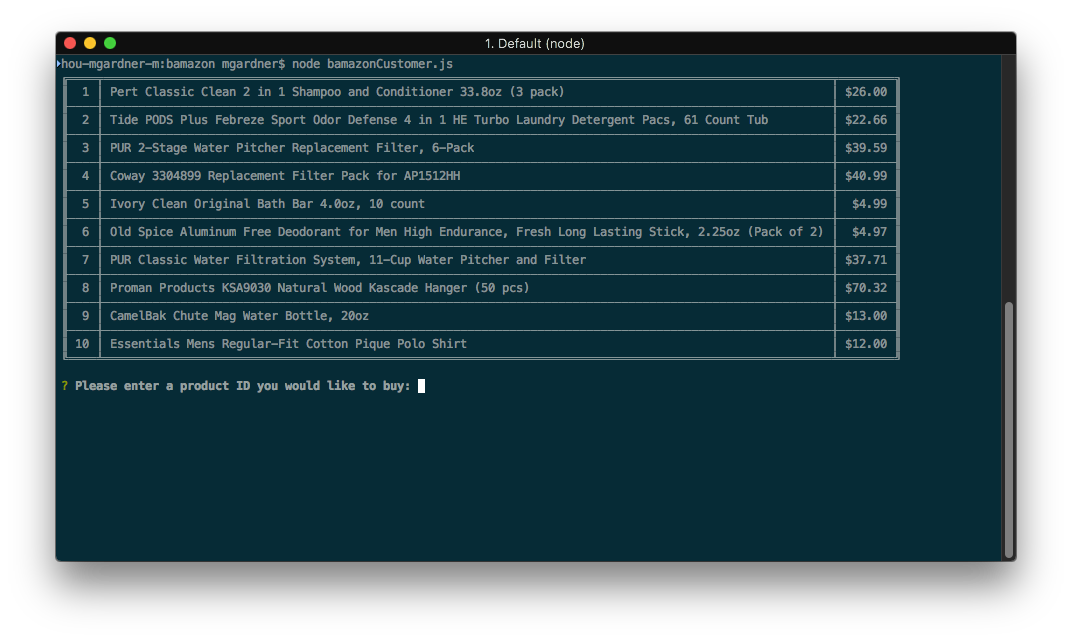 1. Default (node)
hou-mgardner-m:bamazon mgardner$ node bamazonCustomer.js
1 Pert Classic Clean 2 in 1 Shampoo and Conditioner 33.8oz (3 pack) $26.00
2 Tide PODS Plus Febreze Sport Odor Defense 4 in 1 HE Turbo Laundry Detergent Pacs, 61 Count Tub $22.66
3 PUR 2-Stage Water Pitcher Replacement Filter, 6-Pack $39.59
4 Coway 3304899 Replacement Filter Pack for AP1512HH $40.99
5 Ivory Clean Original Bath Bar 4.0oz, 10 count $4.99
6 Old Spice Aluminum Free Deodorant for Men High Endurance, Fresh Long Lasting Stick, 2.25oz (Pack of 2) $4.97
7 PUR Classic Water Filtration System, 11-Cup Water Pitcher and Filter $37.71
8 Proman Products KSA9030 Natural Wood Kascade Hanger (50 pcs) $70.32
9 CamelBak Chute Mag Water Bottle, 20oz $13.00
10 Essentials Mens Regular-Fit Cotton Pique Polo Shirt $12.00
? Please enter a product ID you would like to buy: